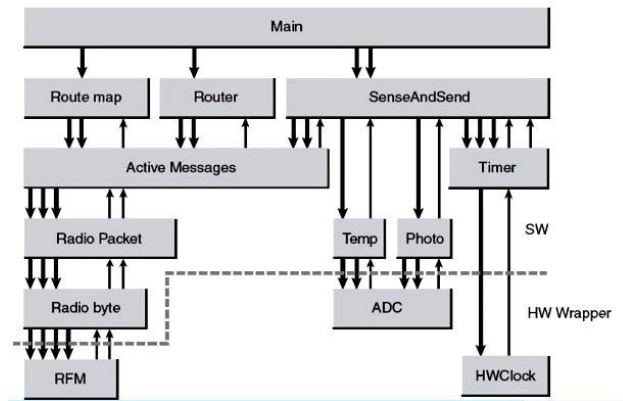 Main
Route map
Router
SenseAndSend
Active Messages
Timer
Radio Packet
Temp
Photo
SW
Radio byte
ADC
HW Wrapper
RFM
HWClock